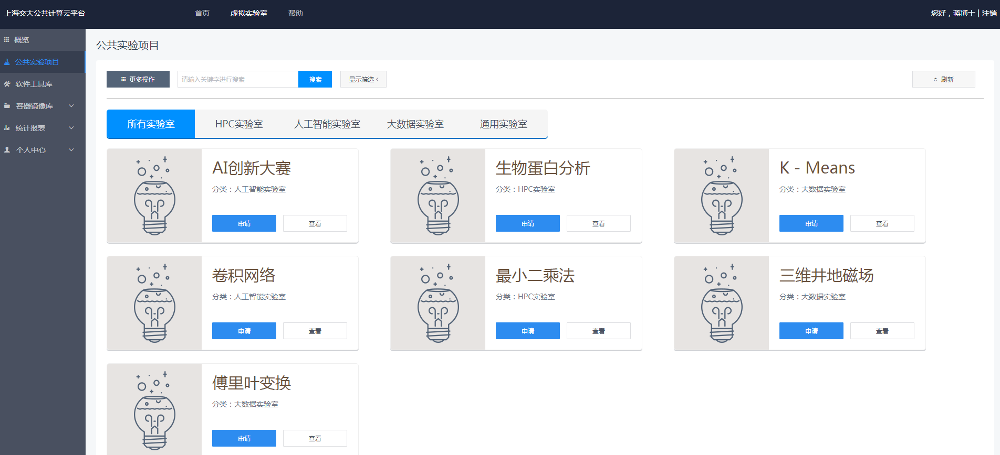 上海交大公共计算云平台 首页 虚拟实验室 帮助 您好，蒋博士 | 注销
概览
公共实验项目
软件工具库
容器镜像库
统计报表
个人中心
公共实验项目
更多操作 请输入关键字进行搜索 搜索 显示筛选 刷新
所有实验室 HPC实验室 人工智能实验室 大数据实验室 通用实验室
AI创新大赛
分类：人工智能实验室
申请 查看
生物蛋白分析
分类：HPC实验室
申请 查看
K - Means
分类：大数据实验室
申请 查看
卷积网络
分类：人工智能实验室
申请 查看
最小二乘法
分类：HPC实验室
申请 查看
三维井地磁场
分类：大数据实验室
申请 查看
傅里叶变换
分类：大数据实验室
申请 查看